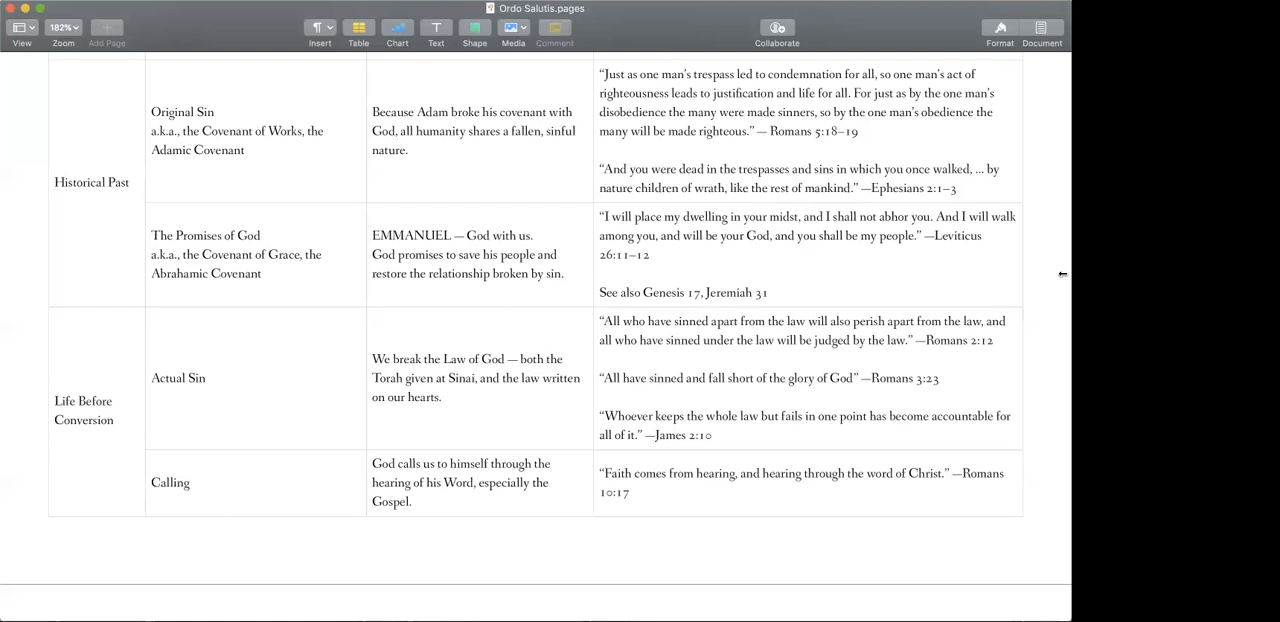 Ordo Salutis.pages
182%
View
Zoom
Add Page
Insert
Table
Chart
Text
Shape
Media
Comment
Collaborate
Format
Document
Historical Past
Original Sin
a.k.a., the Covenant of Works, the
Adamic Covenant
Because Adam broke his covenant with
God, all humanity shares a fallen, sinful
nature.
“Just as one man’s trespass led to condemnation for all, so one man’s act of
righteousness leads to justification and life for all. For just as by the one man’s
disobedience the many were made sinners, so by the one man’s obedience the
many will be made righteous.” — Romans 5:18–19
“And you were dead in the trespasses and sins in which you once walked, … by
nature children of wrath, like the rest of mankind.” —Ephesians 2:1–3
The Promises of God
a.k.a., the Covenant of Grace, the
Abrahamic Covenant
EMMANUEL — God with us.
God promises to save his people and
restore the relationship broken by sin.
“I will place my dwelling in your midst, and I shall not abhor you. And I will walk
among you, and will be your God, and you shall be my people.” —Leviticus
26:11–12
See also Genesis 17, Jeremiah 31
Life Before
Conversion
Actual Sin
We break the Law of God — both the
Torah given at Sinai, and the law written
on our hearts.
“All who have sinned apart from the law will also perish apart from the law, and
all who have sinned under the law will be judged by the law.” —Romans 2:12
“All have sinned and fall short of the glory of God” —Romans 3:23
“Whoever keeps the whole law but fails in one point has become accountable for
all of it.” —James 2:10
Calling
God calls us to himself through the
hearing of his Word, especially the
Gospel.
“Faith comes from hearing, and hearing through the word of Christ.” —Romans
10:17